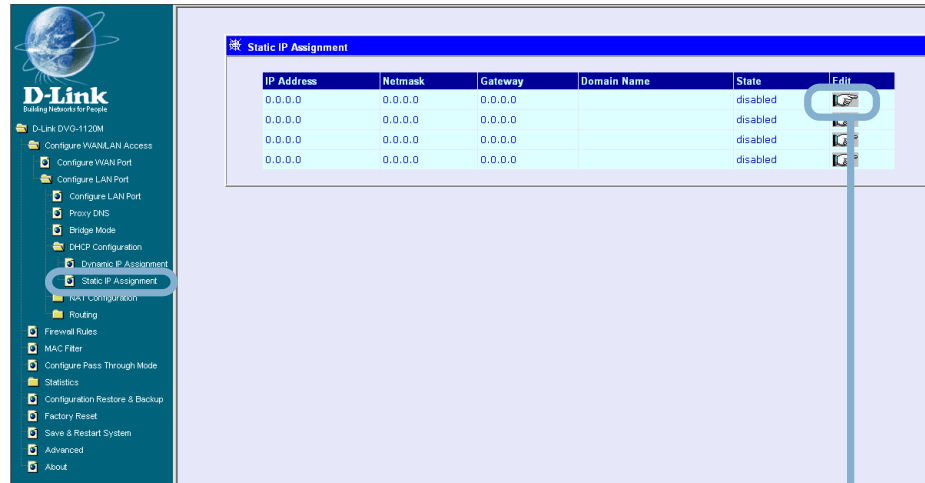 D-Link
Building Networks for People
D-Link DVG-1120M
Configure WAN/LAN Access
Configure WAN Port
Configure LAN Port
Configure LAN Port
Proxy DNS
Bridge Mode
DHCP Configuration
Dynamic IP Assignment
Static IP Assignment
NAT Configuration
Routing
Firewall Rules
MAC Filter
Configure Pass Through Mode
Statistics
Configuration Restore & Backup
Factory Reset
Save & Restart System
Advanced
About
Static IP Assignment
IP Address Netmask Gateway Domain Name State Edit
0.0.0.0 0.0.0.0 0.0.0.0 disabled
0.0.0.0 0.0.0.0 0.0.0.0 disabled
0.0.0.0 0.0.0.0 0.0.0.0 disabled
0.0.0.0 0.0.0.0 0.0.0.0 disabled